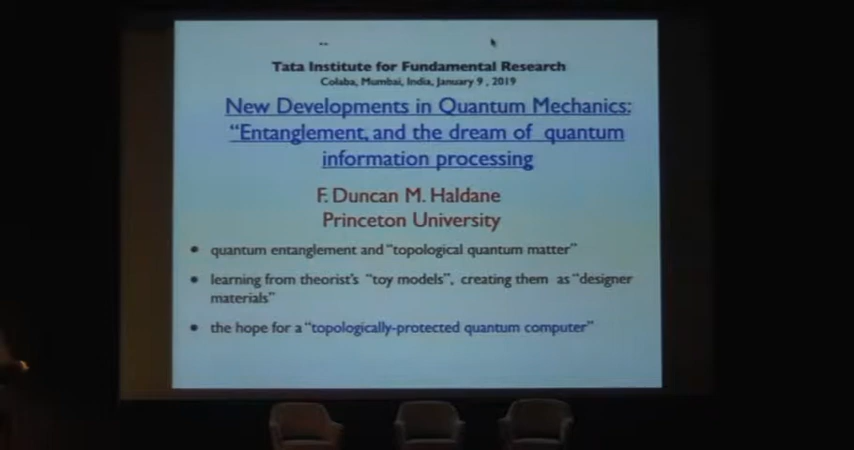 Tata Institute for Fundamental Research
Colaba, Mumbai, India, January 9 , 2019
New Developments in Quantum Mechanics:
“Entanglement, and the dream of quantum
information processing
F. Duncan M. Haldane
Princeton University
• quantum entanglement and “topological quantum matter”
• learning from theorist’s “toy models”, creating them as “designer
materials”
• the hope for a “topologically-protected quantum computer”